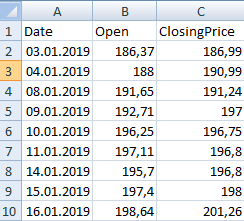 A B C
1 Date Open ClosingPrice
2 03.01.2019 186,37 186,99
3 04.01.2019 188 190,99
4 08.01.2019 191,65 191,24
5 09.01.2019 192,71 197
6 10.01.2019 196,25 196,75
7 11.01.2019 197,11 196,8
8 14.01.2019 195,7 196,8
9 15.01.2019 197,4 198
10 16.01.2019 198,64 201,26